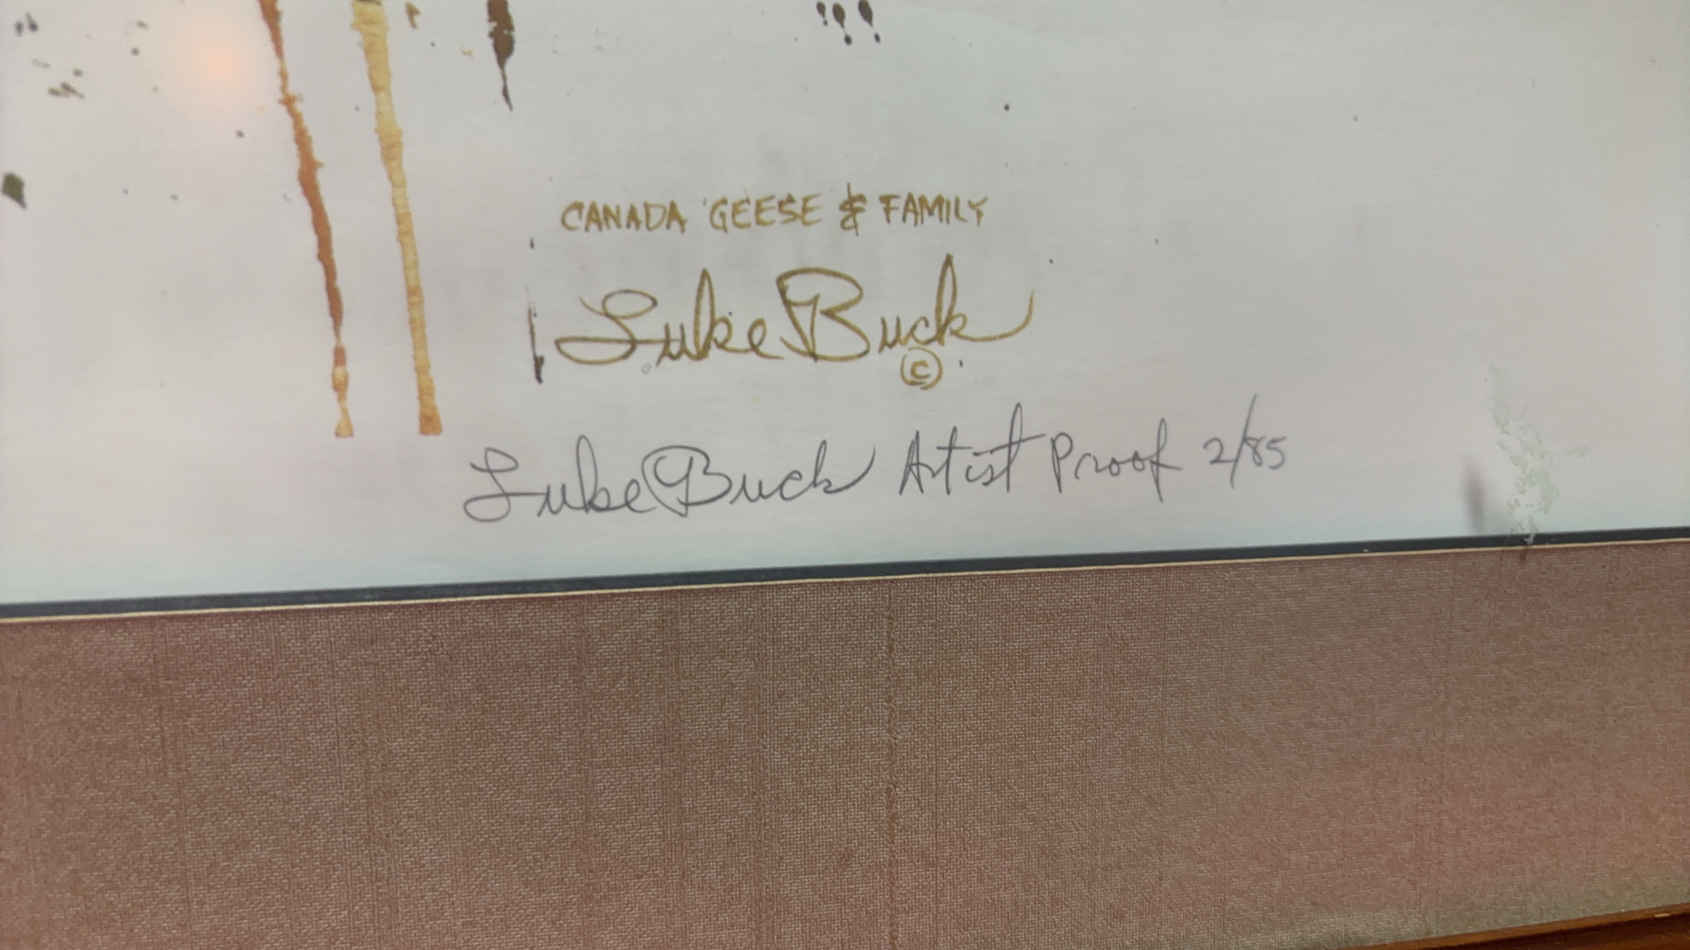 CANADA GEESE & FAMILY
Luke Buck
©
Luke Buck Artist Proof 2/85